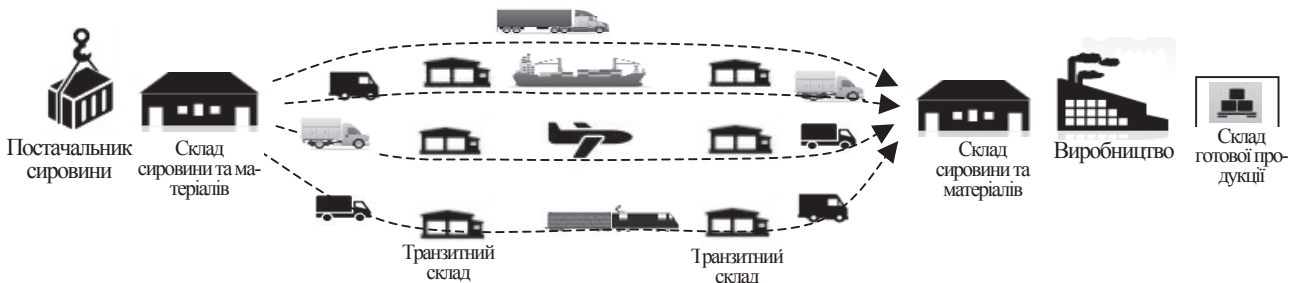 Постачальник
сировини
Склад
сировини та ма-
теріалів
Транзитний
склад
Транзитний
склад
Склад
сировини та
матеріалів
Виробництво
Склад
готової про-
дукції